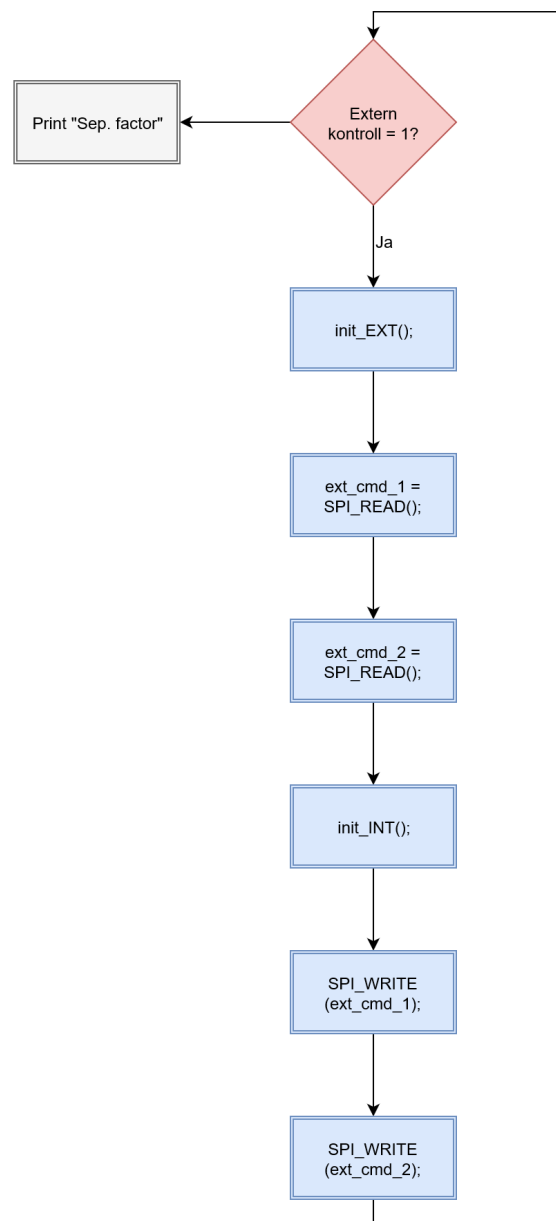 Extern
kontroll = 1?
Print "Sep. factor"
Ja
init_EXT();
ext_cmd_1 =
SPI_READ();
ext_cmd_2 =
SPI_READ();
init_INT();
SPI_WRITE
(ext_cmd_1);
SPI_WRITE
(ext_cmd_2);